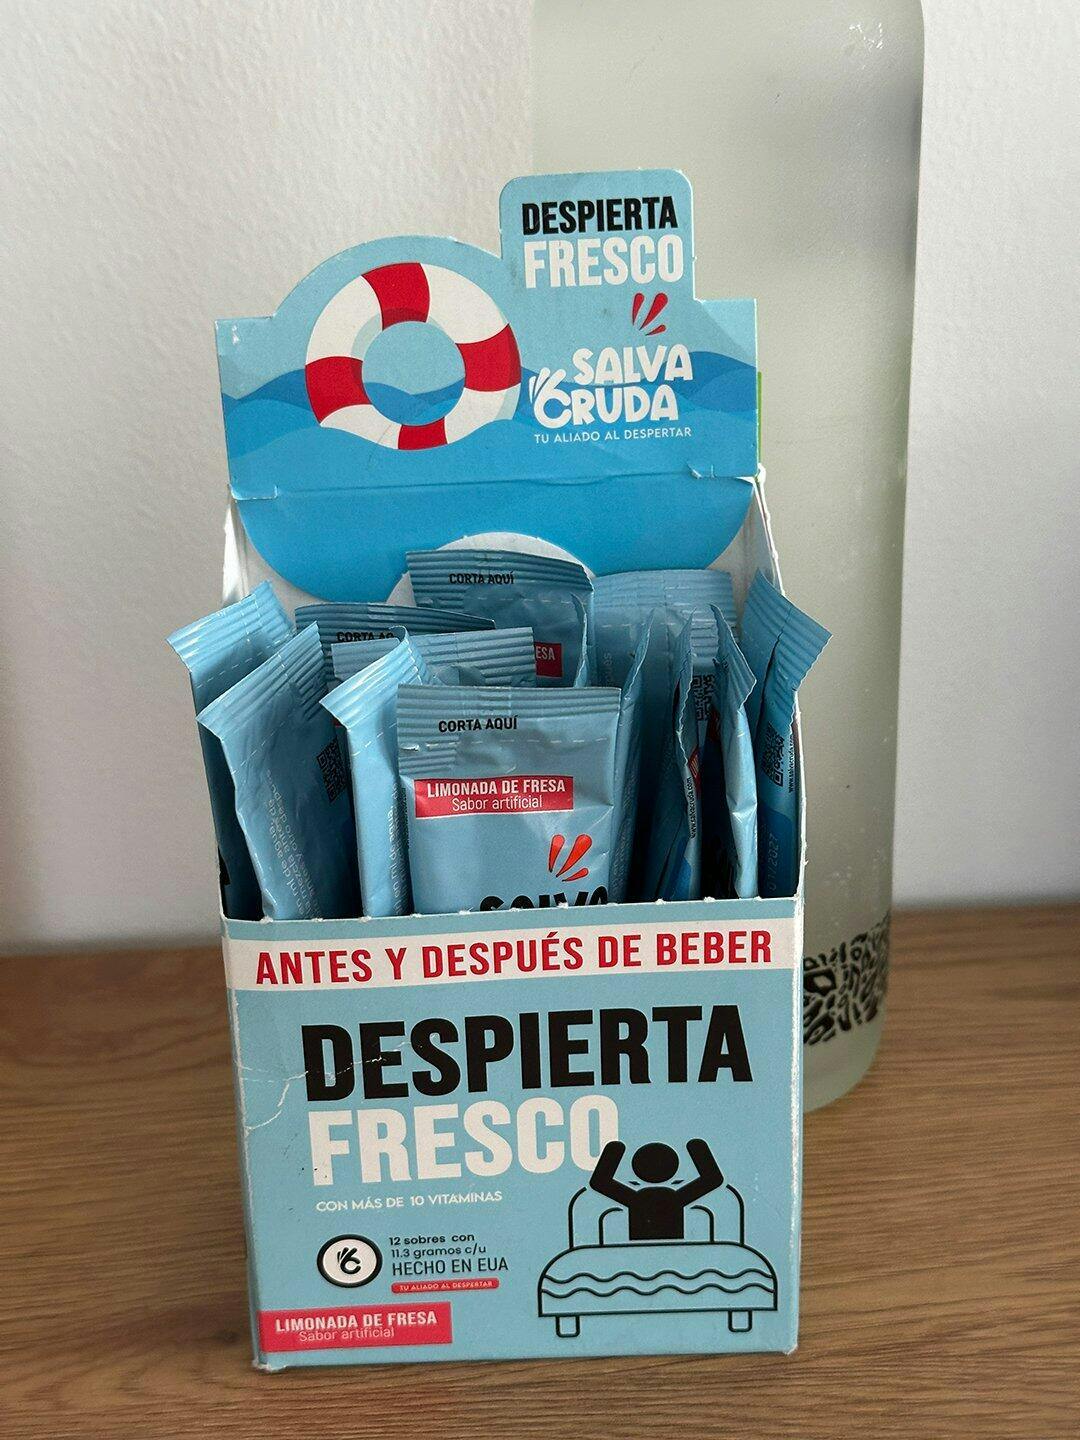 DESPIERTA
FRESCO
SALVA
CRUDA
TU ALIADO AL DESPERTAR
CORTA AQUÍ
CORTA
CORTA AQUÍ
LIMONADA DE FRESA
Sabor artificial
01/2027
ANTES Y DESPUÉS DE BEBER
DESPIERTA
FRESCO
CON MÁS DE 10 VITAMINAS
12 sobres con
11.3 gramos c/u
HECHO EN EUA
TU ALIADO AL DESPERTAR
LIMONADA DE FRESA
Sabor artificial